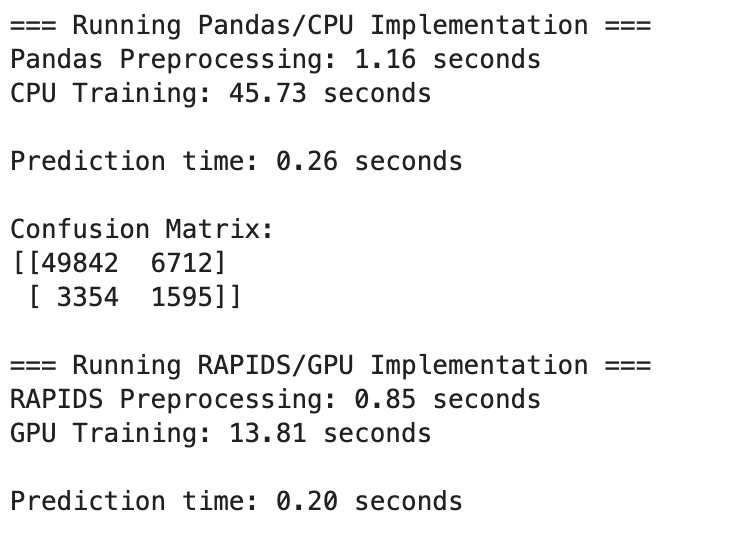 === Running Pandas/CPU Implementation ===
Pandas Preprocessing: 1.16 seconds
CPU Training: 45.73 seconds
Prediction time: 0.26 seconds
Confusion Matrix:
[[49842  6712]
 [ 3354  1595]]
=== Running RAPIDS/GPU Implementation ===
RAPIDS Preprocessing: 0.85 seconds
GPU Training: 13.81 seconds
Prediction time: 0.20 seconds